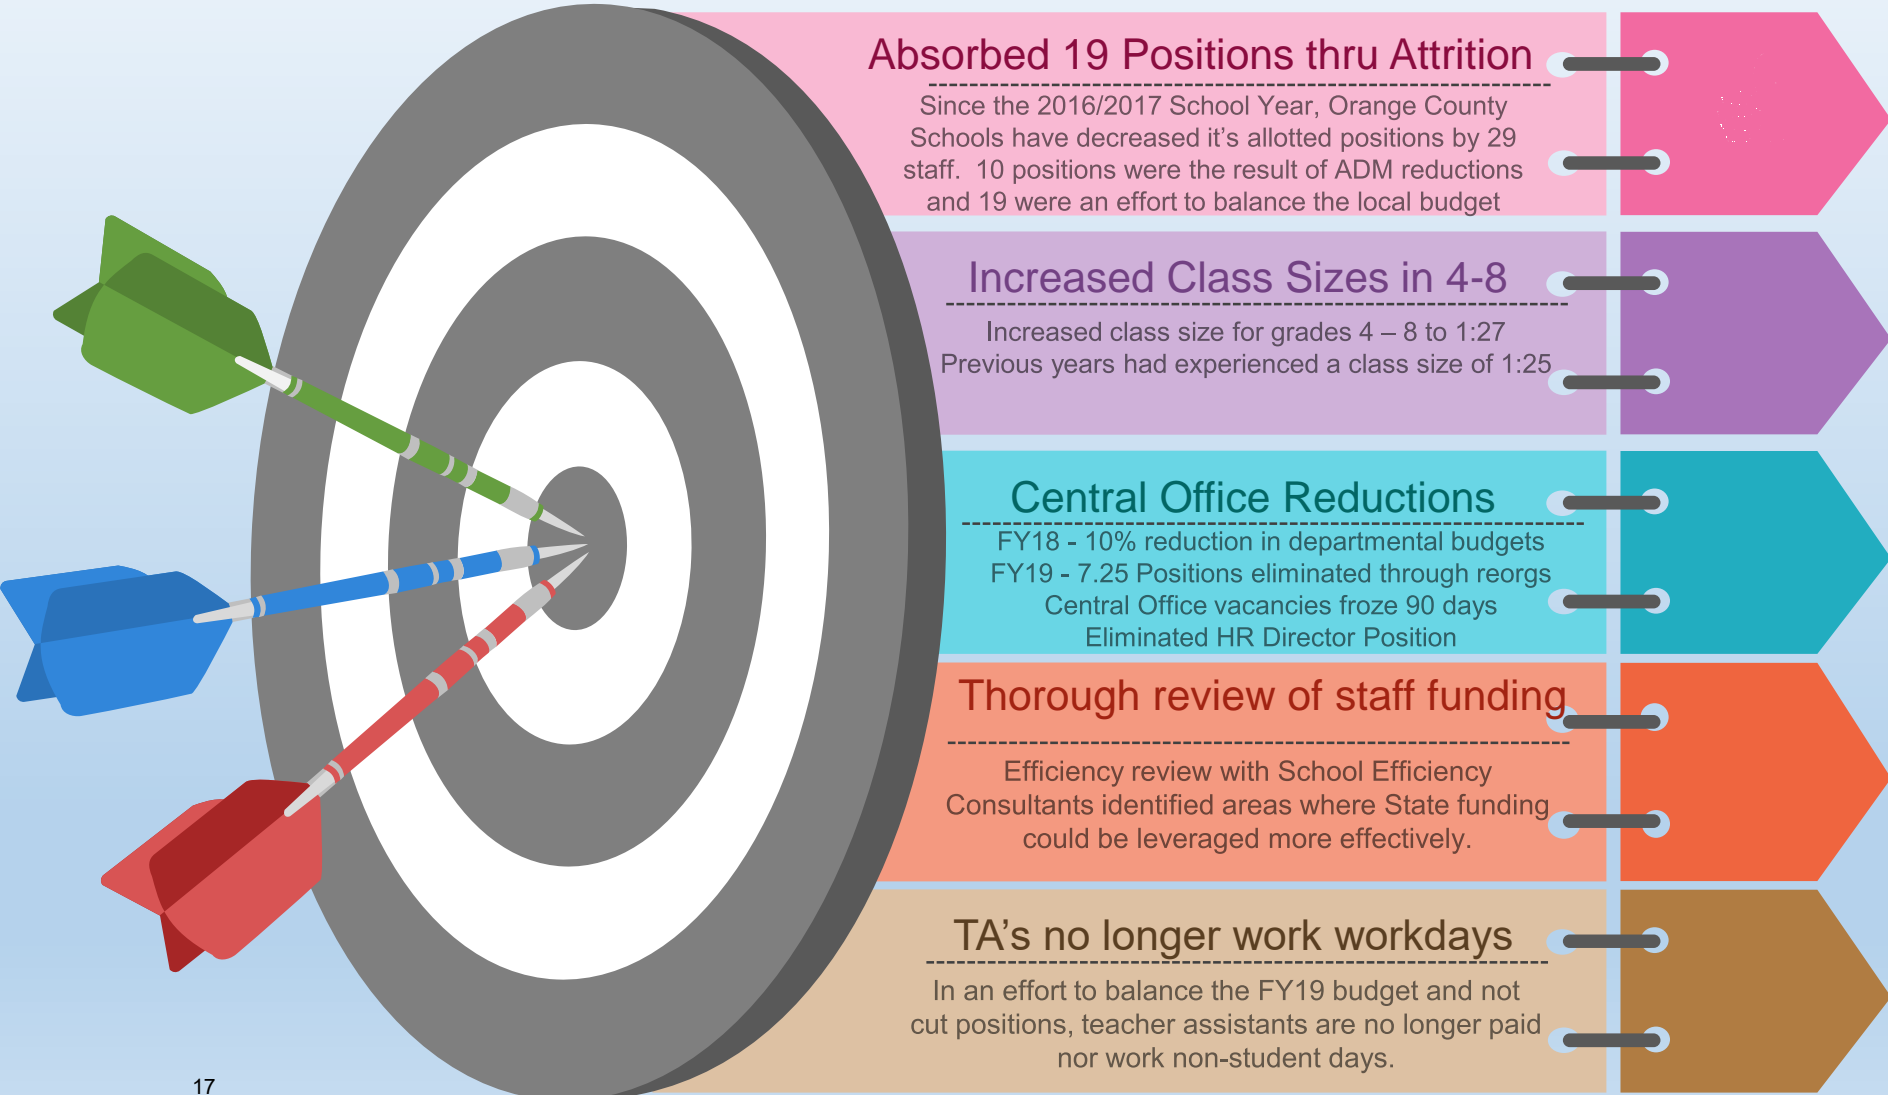 Absorbed 19 Positions thru Attrition
Since the 2016/2017 School Year, Orange County
Schools have decreased it’s allotted positions by 29
staff.  10 positions were the result of ADM reductions
and 19 were an effort to balance the local budget
Increased Class Sizes in 4-8
Increased class size for grades 4 – 8 to 1:27
Previous years had experienced a class size of 1:25
Central Office Reductions
FY18 - 10% reduction in departmental budgets
FY19 - 7.25 Positions eliminated through reorgs
Central Office vacancies froze 90 days
Eliminated HR Director Position
Thorough review of staff funding
Efficiency review with School Efficiency
Consultants identified areas where State funding
could be leveraged more effectively.
TA’s no longer work workdays
In an effort to balance the FY19 budget and not
cut positions, teacher assistants are no longer paid
nor work non-student days.
17